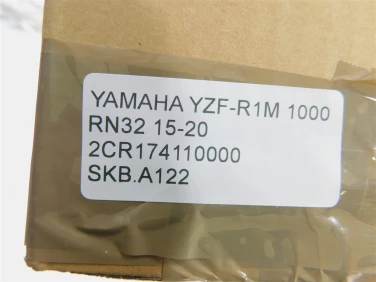 YAMAHA YZF-R1M 1000
RN32 15-20
2CR174110000
SKB.A122